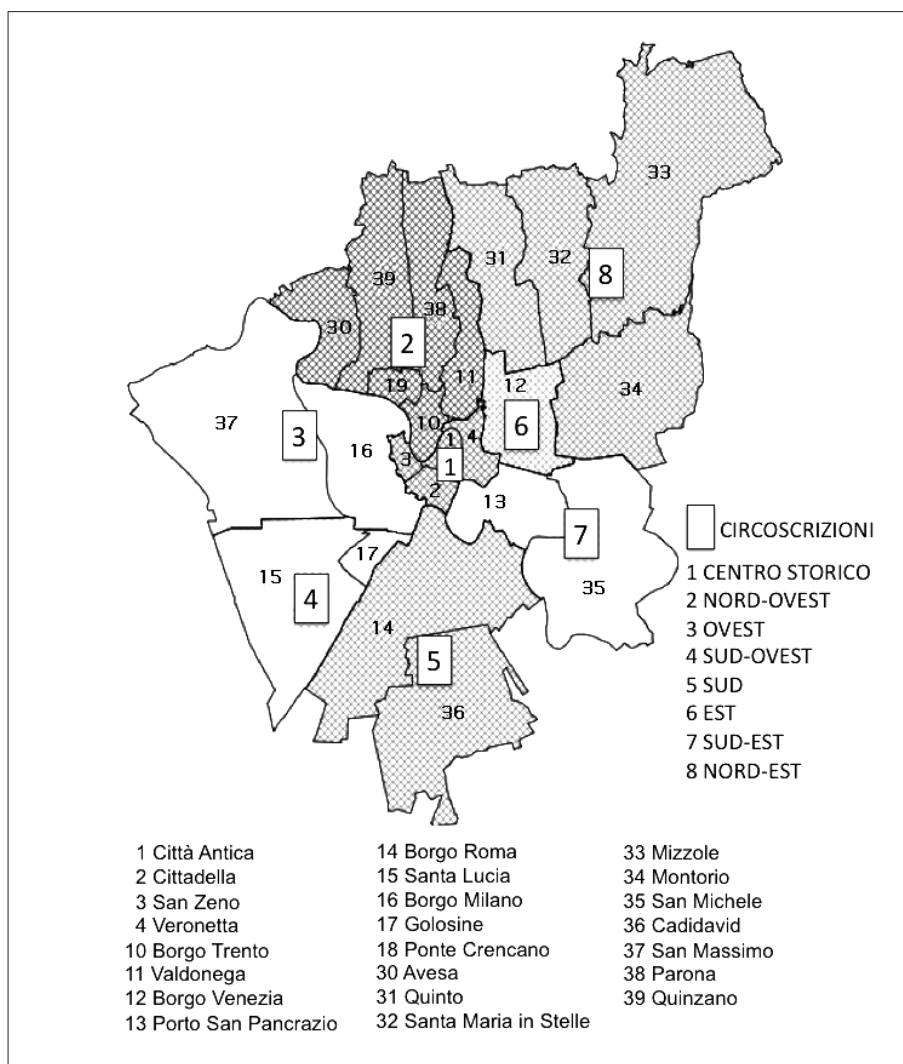 33
31
32
8
39
38
30
2
11
34
19
12
37
10
6
3
16
1
4
3
1
2
13
7
17
15
4
35
14
5
36
CIRCOSCRIZIONI
1 CENTRO STORICO
2 NORD-OVEST
3 OVEST
4 SUD-OVEST
5 SUD
6 EST
7 SUD-EST
8 NORD-EST
1 Città Antica
2 Cittadella
3 San Zeno
4 Veronetta
10 Borgo Trento
11 Valdonega
12 Borgo Venezia
13 Porto San Pancrazio
14 Borgo Roma
15 Santa Lucia
16 Borgo Milano
17 Golosine
18 Ponte Crencano
30 Avesa
31 Quinto
32 Santa Maria in Stelle
33 Mizzole
34 Montorio
35 San Michele
36 Cadidavid
37 San Massimo
38 Parona
39 Quinzano